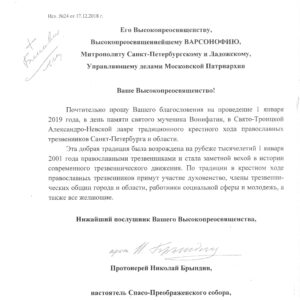 Исх. №24 от 17.12.2018 г.
Его Высокопреосвященству,
Высокопреосвященнейшему ВАРСОНОФИЮ,
Митрополиту Санкт-Петербургскому и Ладожскому,
Управляющему делами Московской Патриархии
Ваше Высокопреосвященство!
Почтительно прошу Вашего благословения на проведение 1 января
2019 года, в день памяти святого мученика Вонифатия, в Свято-Троицкой
Александро-Невской лавре традиционного крестного хода православных
трезвенников Санкт-Петербурга и области.
Эта добрая традиция была возрождена на рубеже тысячелетий 1 января
2001 года православными трезвенниками и стала заметной вехой в истории
современного трезвеннического движения. По традиции в крестном ходе
православных трезвенников примут участие духовенство, члены трезвен-
нических общин города и области, работники социальной сферы и молодежь, а
также все желающие.
Нижайший послушник Вашего Высокопреосвященства,
Протоиерей Николай Брындин,
настоятель Спасо-Преображенского собора,